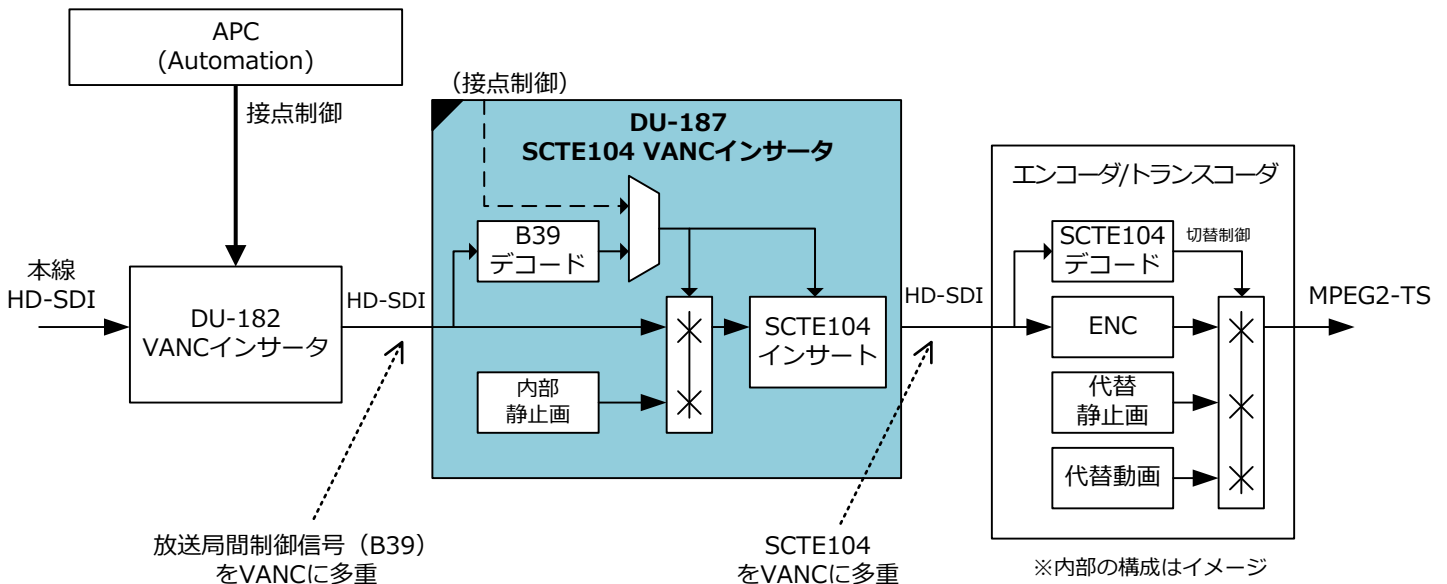 APC
(Automation)
接点制御
(接点制御)
DU-187
SCTE104 VANCインサータ
B39
デコード
内部
静止画
SCTE104
インサート
本線
HD-SDI
DU-182
VANCインサータ
HD-SDI
HD-SDI
エンコーダ/トランスコーダ
SCTE104
デコード
切替制御
ENC
代替
静止画
代替動画
MPEG2-TS
放送局間制御信号（B39）
をVANCに多重
SCTE104
をVANCに多重
※内部の構成はイメージ